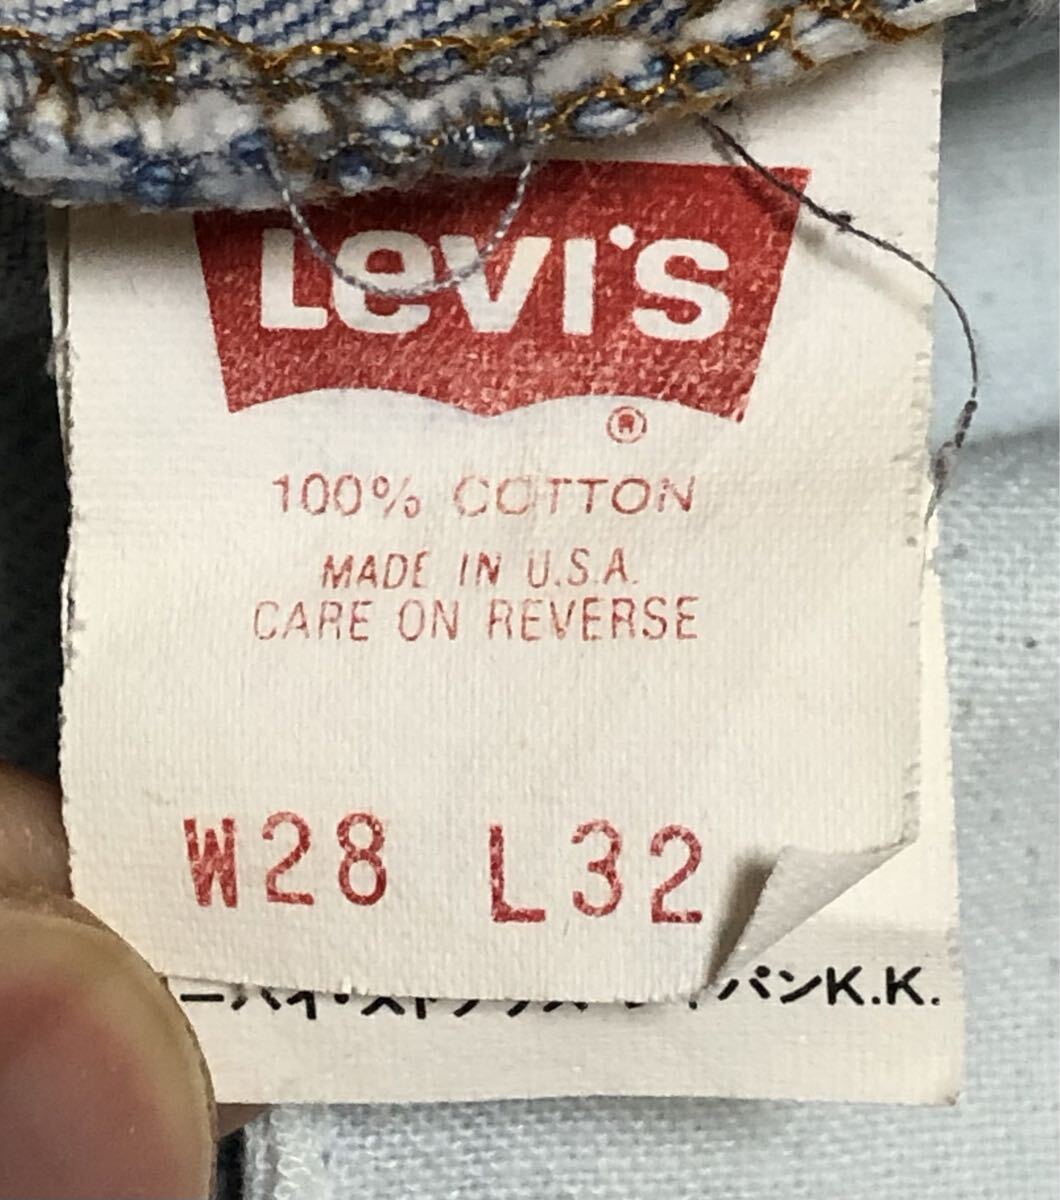 Levi's
®
100% COTTON
MADE IN U.S.A.
CARE ON REVERSE
W28 L32
パンK.K.